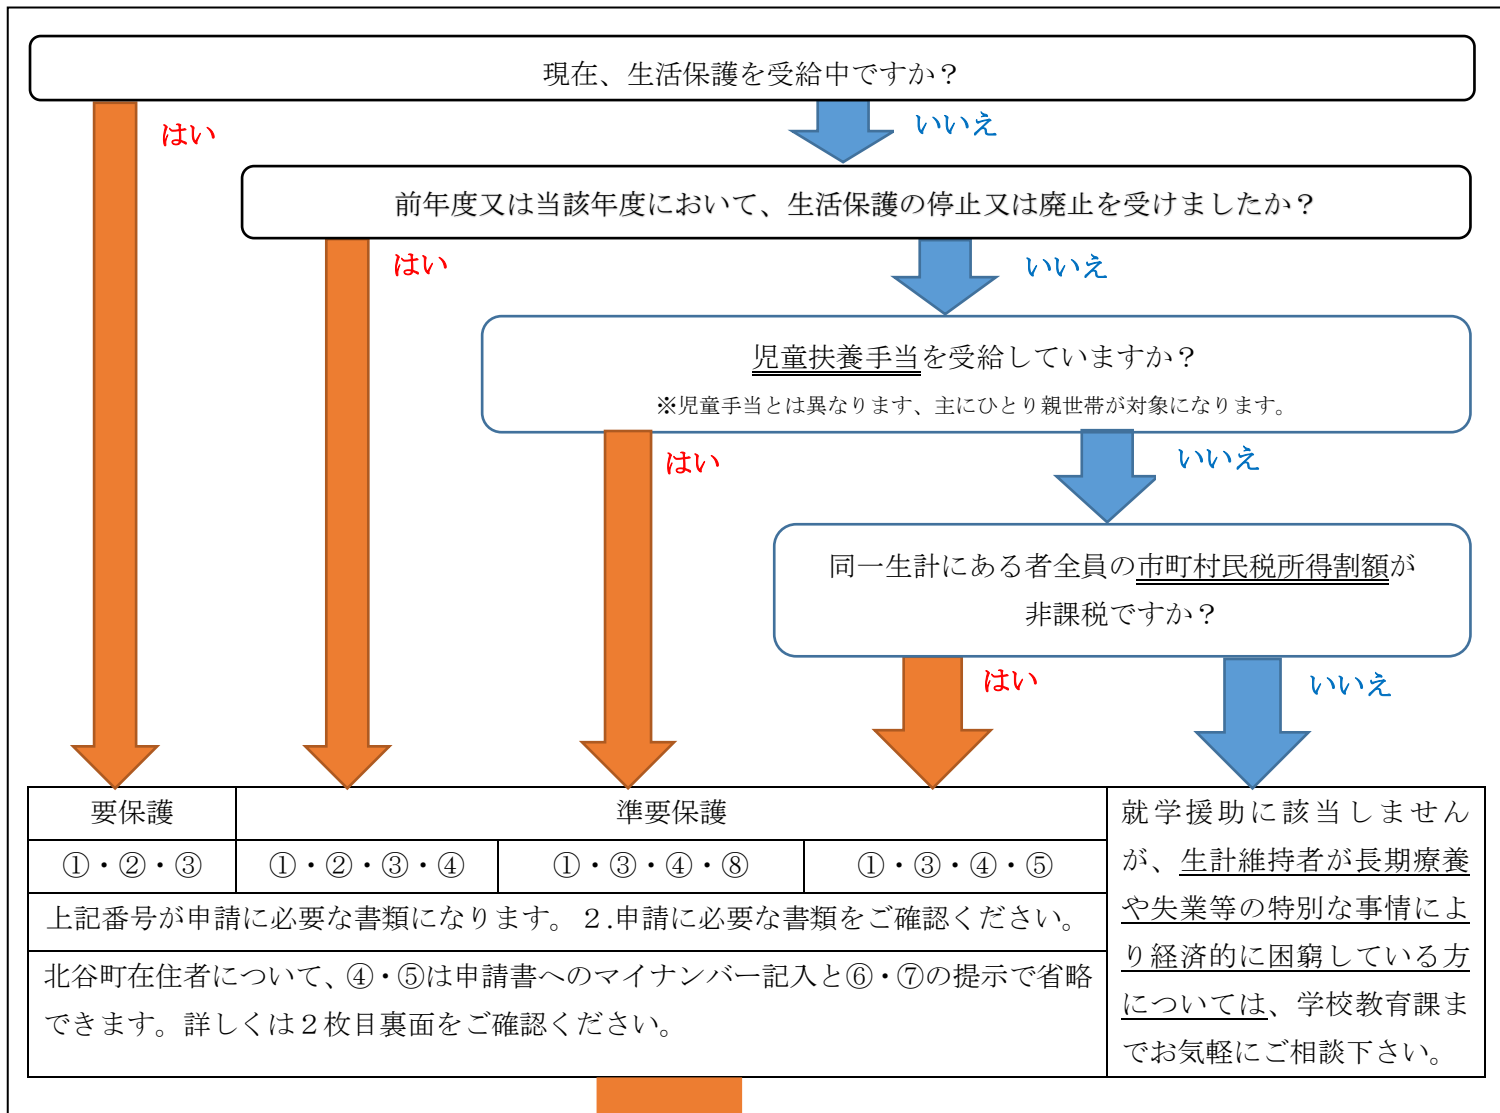 現在、生活保護を受給中ですか？
はい
いいえ
前年度又は当該年度において、生活保護の停止又は廃止を受けましたか？
はい
いいえ
児童扶養手当を受給していますか？
※児童手当とは異なります、主にひとり親世帯が対象になります。
はい
いいえ
同一生計にある者全員の市町村民税所得割額が
非課税ですか？
はい
いいえ
要保護
準要保護
①・②・③
①・②・③・④
①・③・④・⑧
①・③・④・⑤
上記番号が申請に必要な書類になります。２.申請に必要な書類をご確認ください。
北谷町在住者について、④・⑤は申請書へのマイナンバー記入と⑥・⑦の提示で省略
できます。詳しくは２枚目裏面をご確認ください。
就学援助に該当しません
が、生計維持者が長期療養
や失業等の特別な事情によ
り経済的に困窮している方
については、学校教育課ま
でお気軽にご相談下さい。